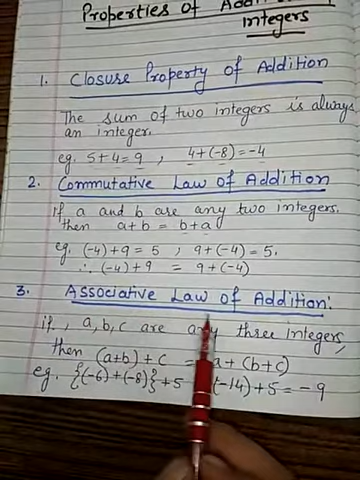 Properties of
Integers
1. Closure Property of Addition
The sum of two integers is always
an integer.
eg. 5+4=9 , 4+(-8)=-4
2. Commutative Law of Addition
if a and b are any two integers.
then a+b = b+a
eg. (-4)+9 = 5 , 9+(-4)=5.
∴ (-4)+9 = 9+(-4)
3. Associative Law of Addition:
if, a,b,c are any three integers,
then (a+b)+c = a+(b+c)
eg. {(-6)+(-8)}+5 (-14)+5=-9